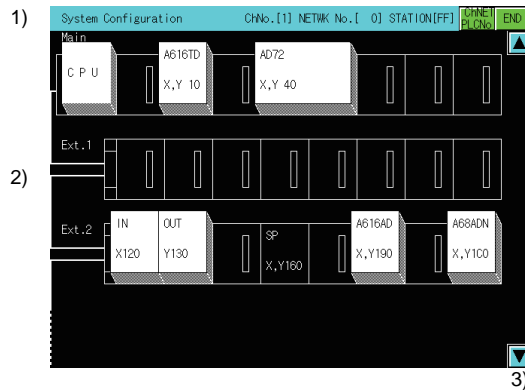 1)
System Configuration ChNo.[1] NETWK No.[ 0] STATION[FF] ChNET PLCNo. END
Main
CPU
A616TD
X,Y 10
AD72
X,Y 40
Ext.1
2)
Ext.2
IN
X120
OUT
Y130
SP
X,Y160
A616AD
X,Y190
A68ADN
X,Y1C0
3)